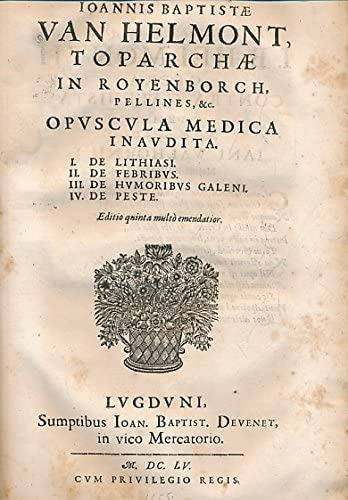 IOANNIS BAPTISTÆ
VAN HELMONT,
TOPARCHÆ
IN ROYENBORCH,
PELLINES, &c.
OPVSCVLA MEDICA
INAVDITA.
I. DE LITHIASI.
II. DE FEBRIBVS.
III. DE HVMORIBVS GALENI.
IV. DE PESTE.
Editio quinta multò emendatior.
LVGDVNI,
Sumptibus IOAN. BAPTIST. DEVENET,
in vico Mercatorio.
M. DC. LV.
CVM PRIVILEGIO REGIS.